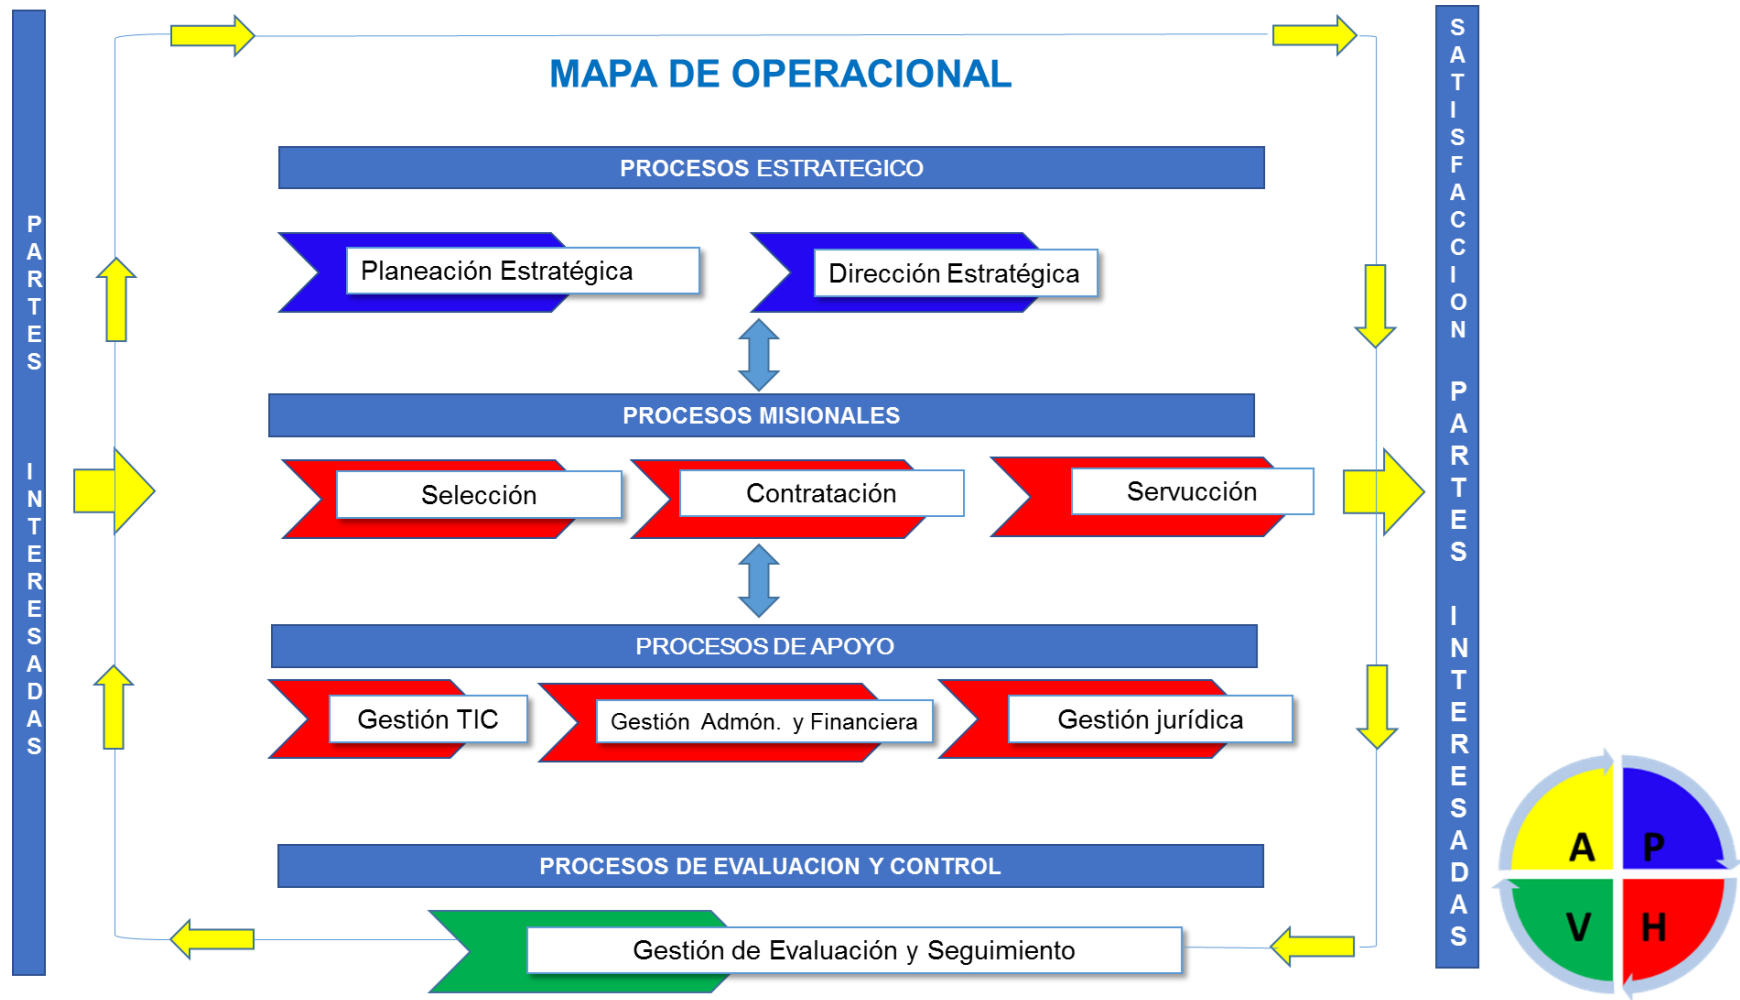 MAPA DE OPERACIONAL
PARTES INTERESADAS
PROCESOS ESTRATEGICO
Planeación Estratégica
Dirección Estratégica
PROCESOS MISIONALES
Selección
Contratación
Servucción
PROCESOS DE APOYO
Gestión TIC
Gestión Admón. y Financiera
Gestión jurídica
PROCESOS DE EVALUACION Y CONTROL
Gestión de Evaluación y Seguimiento
SATISFACCION PARTES INTERESADAS
A P
V H